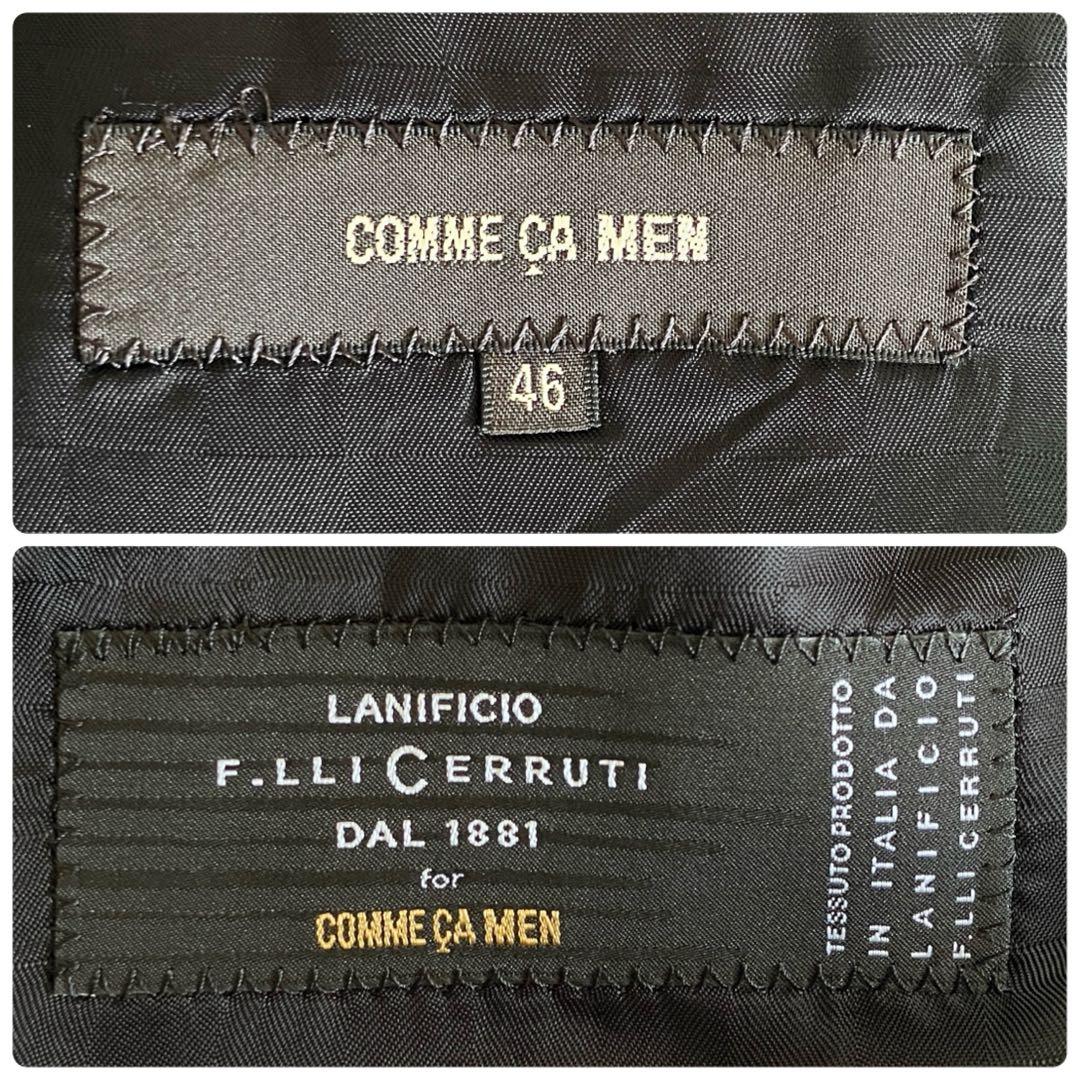 COMME ÇA MEN
46
LANIFICIO
F.LLI CERRUTI
DAL 1881
for
COMME ÇA MEN
TESSUTO PRODOTTO
IN ITALIA DA
LANIFICIO
F.LLI CERRUTI